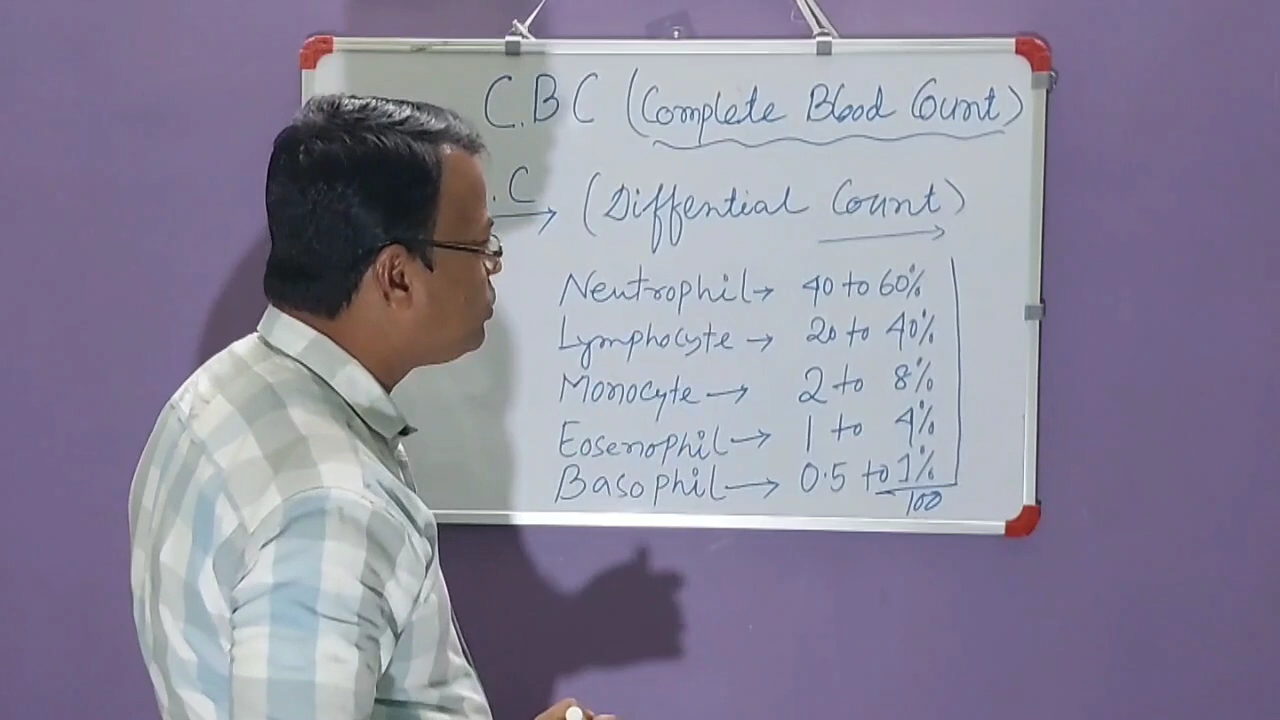 C.B C (Complete Blood Count)
.C → (Diffential Count)
Neutrophil → 40 to 60%
Lymphocyte → 20 to 40%
Monocyte → 2 to 8%
Eosenophil → 1 to 4%
Basophil → 0.5 to 1%
100